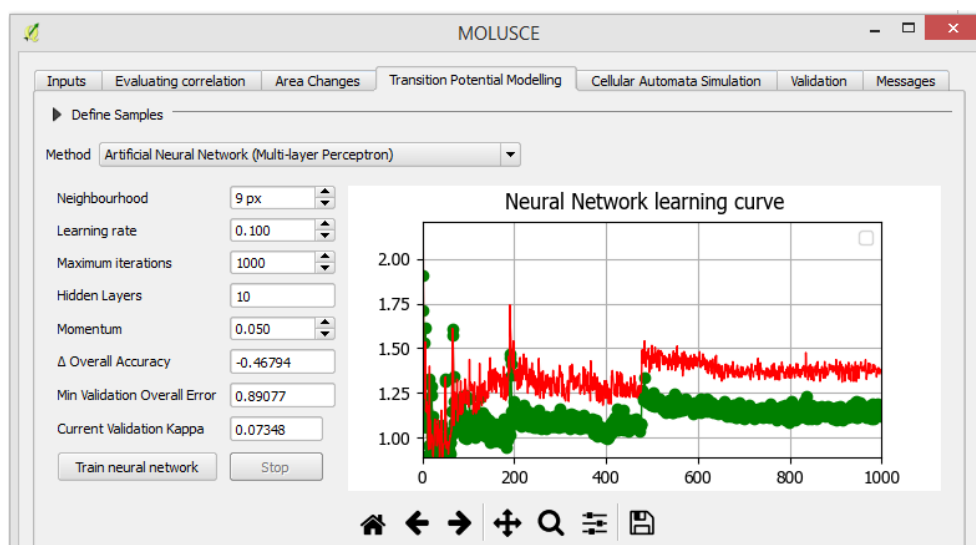 MOLUSCE
Inputs Evaluating correlation Area Changes Transition Potential Modelling Cellular Automata Simulation Validation Messages
Define Samples
Method Artificial Neural Network (Multi-layer Perceptron)
Neighbourhood 9 px
Learning rate 0.100
Maximum iterations 1000
Hidden Layers 10
Momentum 0.050
Δ Overall Accuracy -0.46794
Min Validation Overall Error 0.89077
Current Validation Kappa 0.07348
Train neural network Stop
Neural Network learning curve
2.00
1.75
1.50
1.25
1.00
0 200 400 600 800 1000